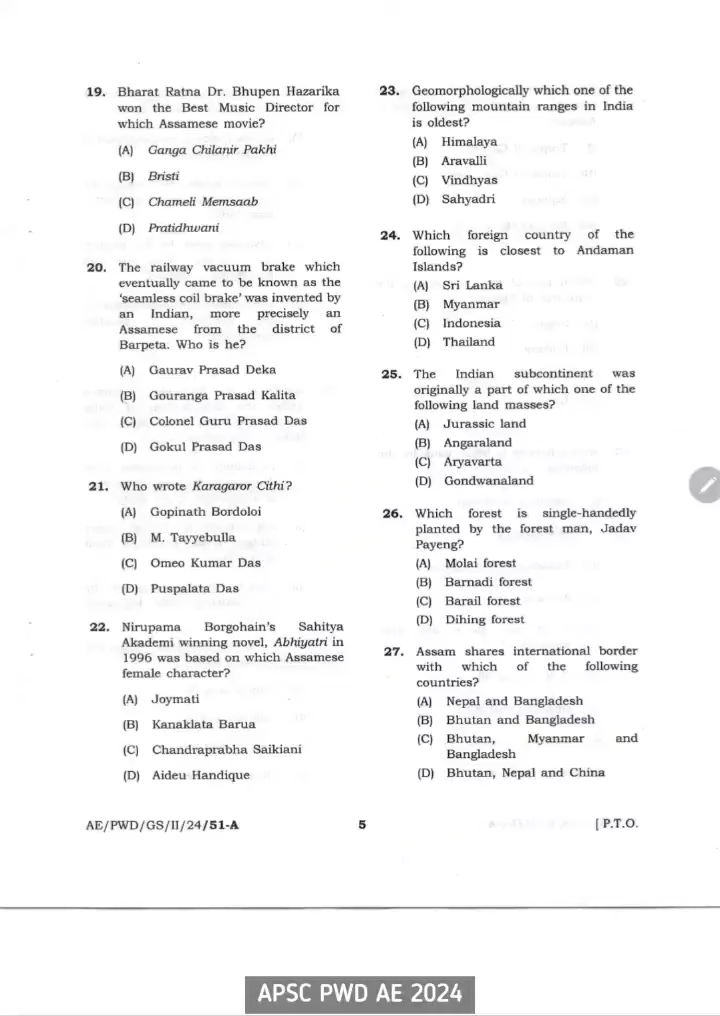 19. Bharat Ratna Dr. Bhupen Hazarika
won the Best Music Director for
which Assamese movie?
(A) Ganga Chilanir Pakhi
(B) Bristi
(C) Chameli Memsaab
(D) Pratidhwani
20. The railway vacuum brake which
eventually came to be known as the
‘seamless coil brake’ was invented by
an Indian, more precisely an
Assamese from the district of
Barpeta. Who is he?
(A) Gaurav Prasad Deka
(B) Gouranga Prasad Kalita
(C) Colonel Guru Prasad Das
(D) Gokul Prasad Das
21. Who wrote Karagaror Cithi?
(A) Gopinath Bordoloi
(B) M. Tayyebulla
(C) Omeo Kumar Das
(D) Puspalata Das
22. Nirupama Borgohain’s Sahitya
Akademi winning novel, Abhiyatri in
1996 was based on which Assamese
female character?
(A) Joymati
(B) Kanaklata Barua
(C) Chandraprabha Saikiani
(D) Aideu Handique
23. Geomorphologically which one of the
following mountain ranges in India
is oldest?
(A) Himalaya
(B) Aravalli
(C) Vindhyas
(D) Sahyadri
24. Which foreign country of the
following is closest to Andaman
Islands?
(A) Sri Lanka
(B) Myanmar
(C) Indonesia
(D) Thailand
25. The Indian subcontinent was
originally a part of which one of the
following land masses?
(A) Jurassic land
(B) Angaraland
(C) Aryavarta
(D) Gondwanaland
26. Which forest is single-handedly
planted by the forest man, Jadav
Payeng?
(A) Molai forest
(B) Barnadi forest
(C) Barail forest
(D) Dihing forest
27. Assam shares international border
with which of the following
countries?
(A) Nepal and Bangladesh
(B) Bhutan and Bangladesh
(C) Bhutan, Myanmar and
Bangladesh
(D) Bhutan, Nepal and China
AE/PWD/GS/II/24/51-A 5 [ P.T.O.
APSC PWD AE 2024